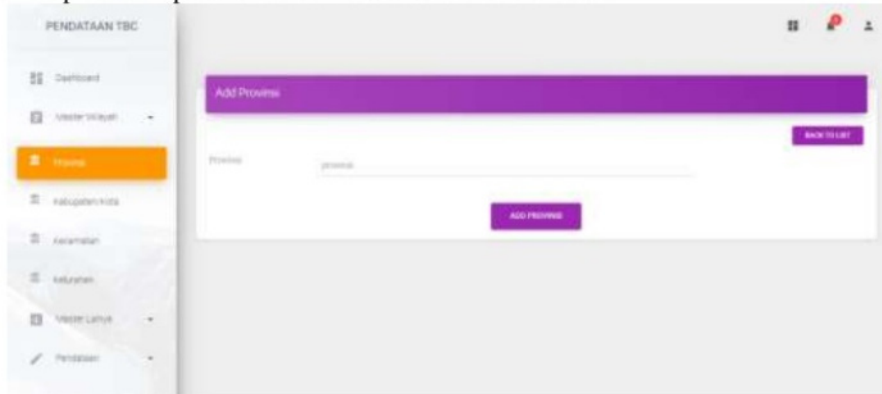 PENDATAAN TBC
Dashboard
Add Provinsi
Master Wilayah
BACK TO LIST
Provinsi
Provinsi
provinsi
Kabupaten Kota
ADD PROVINSI
Kecamatan
Kelurahan
Master Lainya
Pendataan